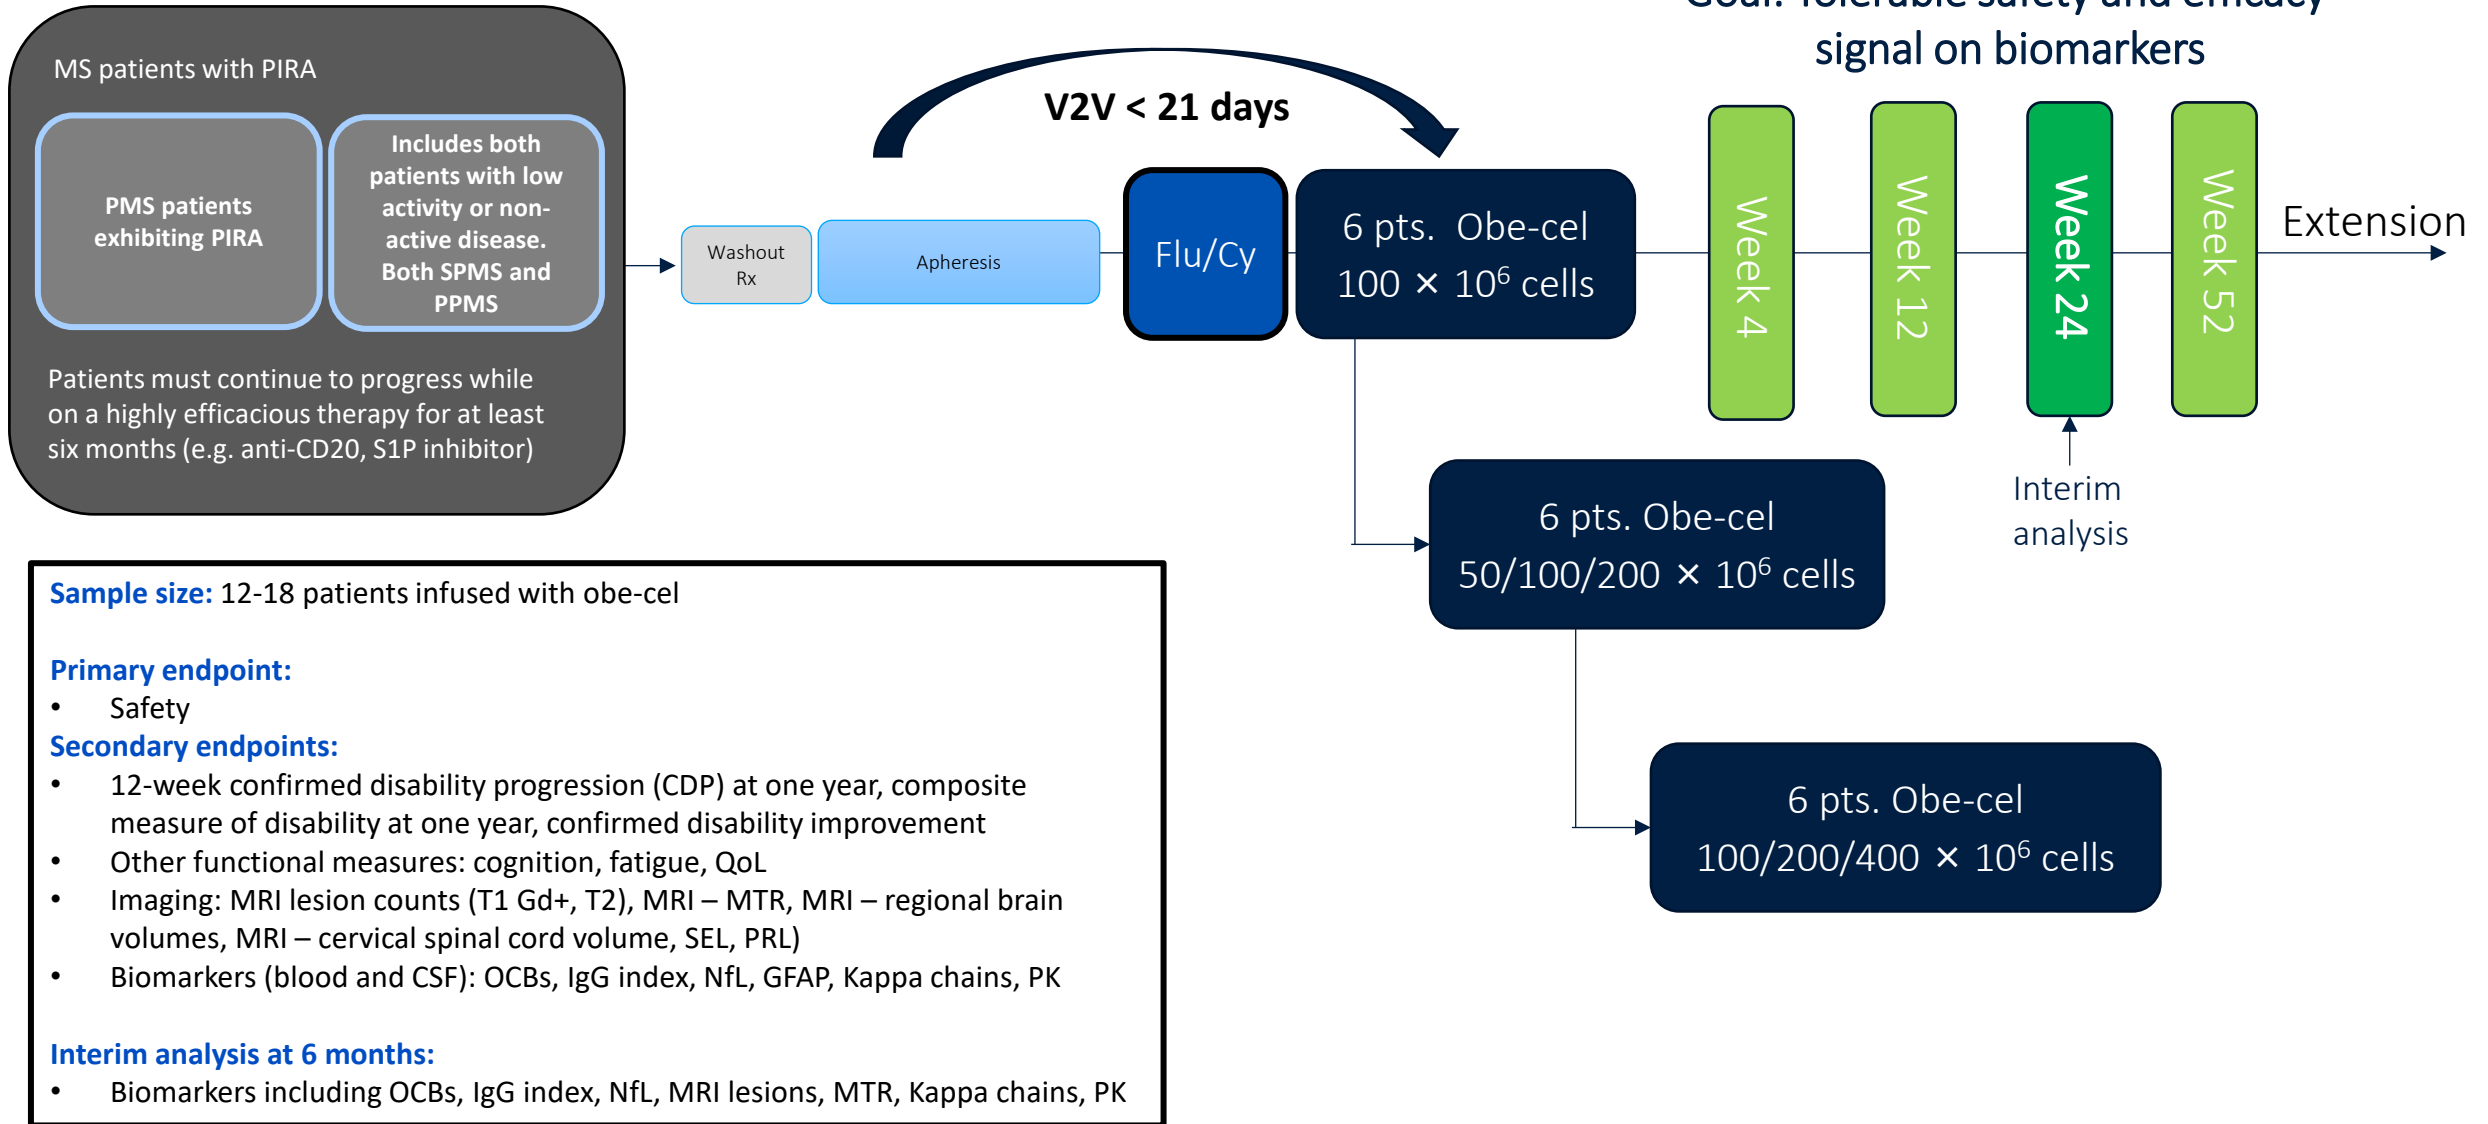 Goal: Tolerable safety and efficacy
signal on biomarkers
MS patients with PIRA
PMS patients
exhibiting PIRA
Includes both
patients with low
activity or non-
active disease.
Both SPMS and
PPMS
Patients must continue to progress while
on a highly efficacious therapy for at least
six months (e.g. anti-CD20, S1P inhibitor)
V2V < 21 days
Washout
Rx
Apheresis
Flu/Cy
6 pts. Obe-cel
100 × 10⁶ cells
Week 4
Week 12
Week 24
Week 52
Extension
Interim
analysis
6 pts. Obe-cel
50/100/200 × 10⁶ cells
6 pts. Obe-cel
100/200/400 × 10⁶ cells
Sample size: 12-18 patients infused with obe-cel
Primary endpoint:
• Safety
Secondary endpoints:
• 12-week confirmed disability progression (CDP) at one year, composite
measure of disability at one year, confirmed disability improvement
• Other functional measures: cognition, fatigue, QoL
• Imaging: MRI lesion counts (T1 Gd+, T2), MRI – MTR, MRI – regional brain
volumes, MRI – cervical spinal cord volume, SEL, PRL)
• Biomarkers (blood and CSF): OCBs, IgG index, NfL, GFAP, Kappa chains, PK
Interim analysis at 6 months:
• Biomarkers including OCBs, IgG index, NfL, MRI lesions, MTR, Kappa chains, PK